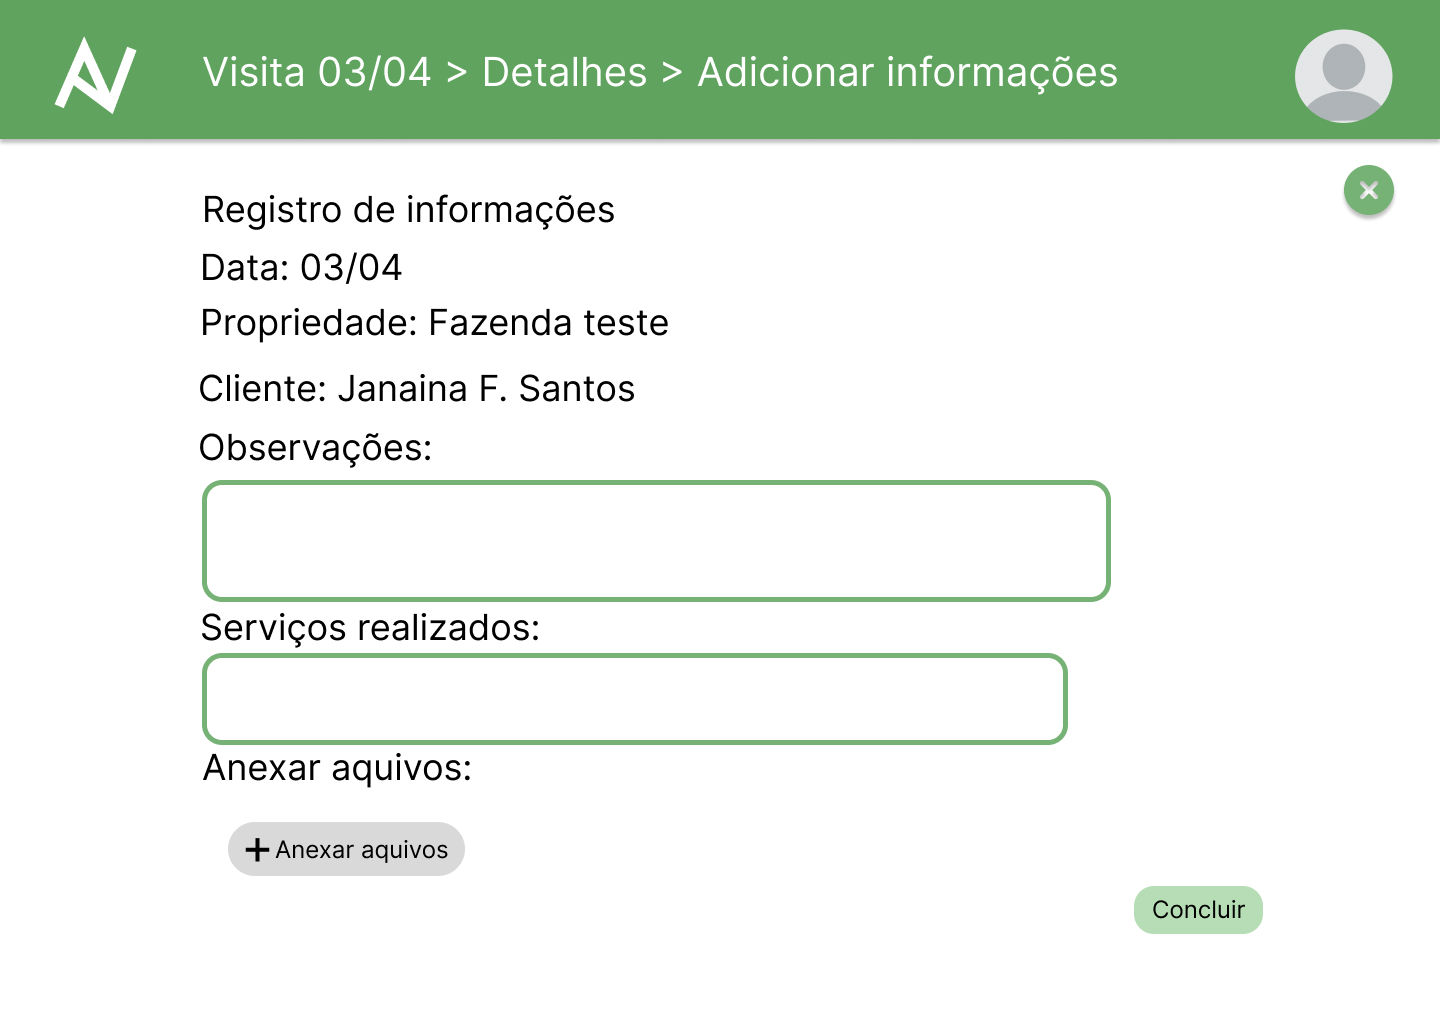 Visita 03/04 > Detalhes > Adicionar informações
Registro de informações
Data: 03/04
Propriedade: Fazenda teste
Cliente: Janaina F. Santos
Observações:
Serviços realizados:
Anexar aquivos:
Anexar aquivos
Concluir